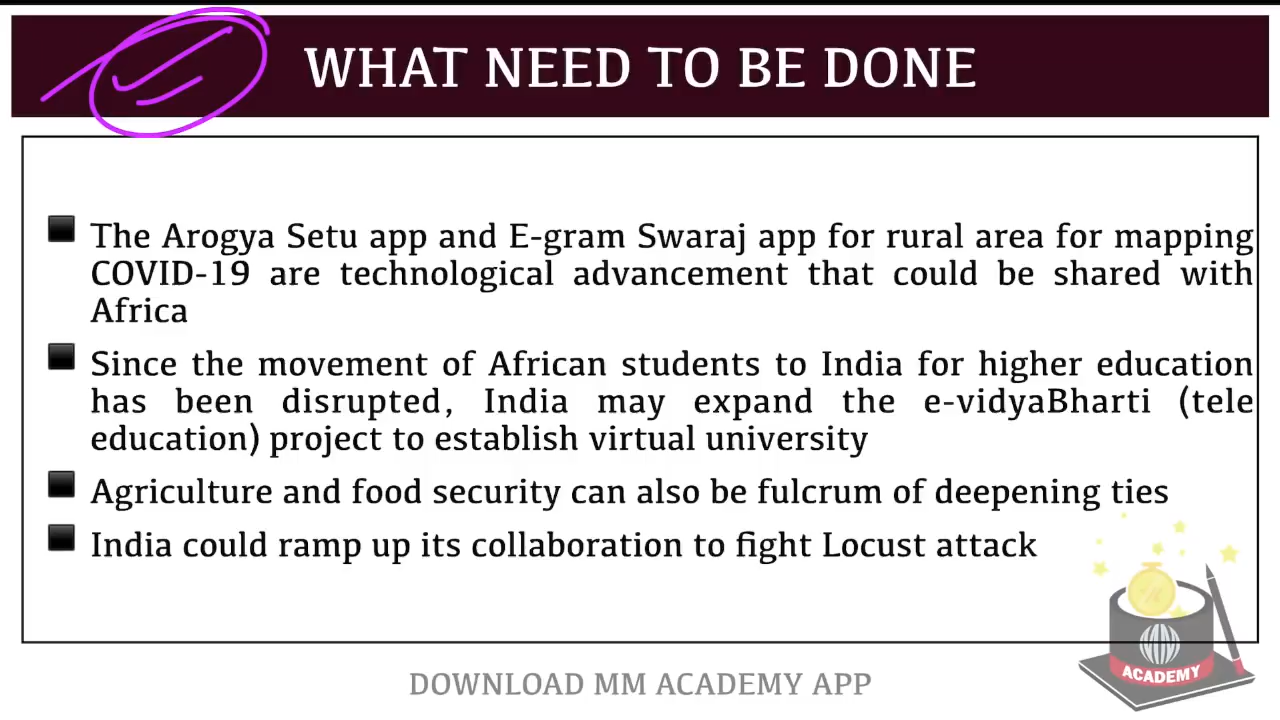 WHAT NEED TO BE DONE
The Arogya Setu app and E-gram Swaraj app for rural area for mapping
COVID-19 are technological advancement that could be shared with
Africa
Since the movement of African students to India for higher education
has been disrupted, India may expand the e-vidyaBharti (tele
education) project to establish virtual university
Agriculture and food security can also be fulcrum of deepening ties
India could ramp up its collaboration to fight Locust attack
ACADEMY
DOWNLOAD MM ACADEMY APP